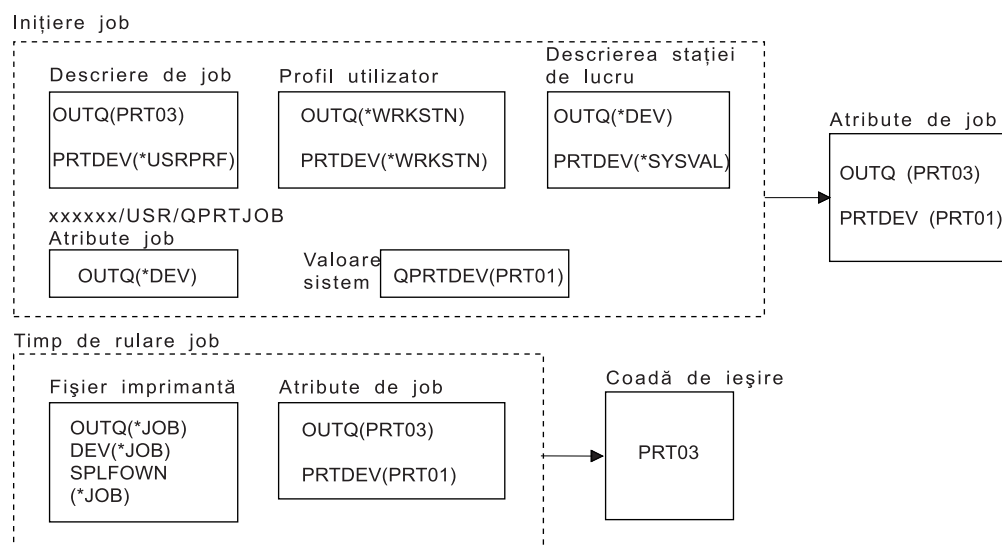 Inițiere job
Descriere de job
OUTQ(PRT03)
PRTDEV(*USRPRF)
Profil utilizator
OUTQ(*WRKSTN)
PRTDEV(*WRKSTN)
Descrierea stației
de lucru
OUTQ(*DEV)
PRTDEV(*SYSVAL)
Atribute de job
OUTQ (PRT03)
PRTDEV (PRT01)
xxxxxx/USR/QPRTJOB
Atribute job
OUTQ(*DEV)
Valoare
sistem
QPRTDEV(PRT01)
Timp de rulare job
Fişier imprimantă
OUTQ(*JOB)
DEV(*JOB)
SPLFOWN
(*JOB)
Atribute de job
OUTQ(PRT03)
PRTDEV(PRT01)
Coadă de ieşire
PRT03